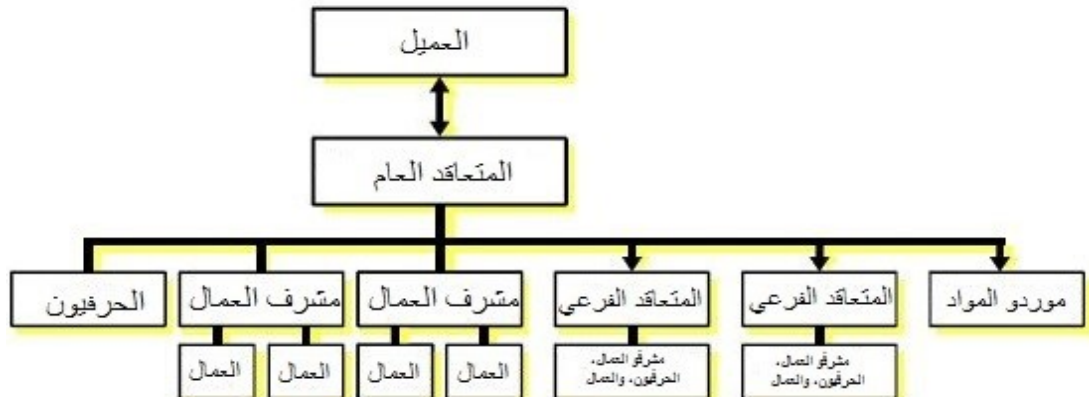 العميل
المتعاقد العام
موردو المواد
المتعاقد الفرعي
المتعاقد الفرعي
مشرف العمال
مشرف العمال
الحرفيون
مشرفو العمال،
الحرفيون، والعمال
مشرفو العمال،
الحرفيون، والعمال
العمال
العمال
العمال
العمال